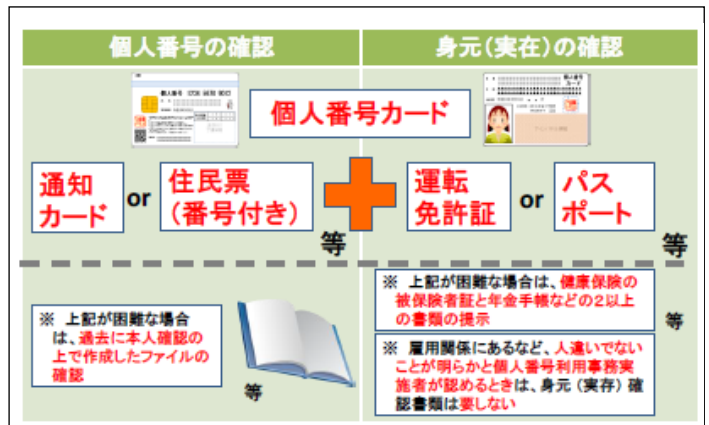 個人番号の確認
身元(実在)の確認
個人番号カード
通知
カード
or
住民票
(番号付き)
等
運転
免許証
or
パス
ポート
等
※ 上記が困難な場合
は、過去に本人確認の
上で作成したファイルの
確認
等
※ 上記が困難な場合は、健康保険の
被保険者証と年金手帳などの2以上
の書類の提示
等
※ 雇用関係にあるなど、人違いでない
ことが明らかと個人番号利用事務実
施者が認めるときは、身元(実存)確
認書類は要しない